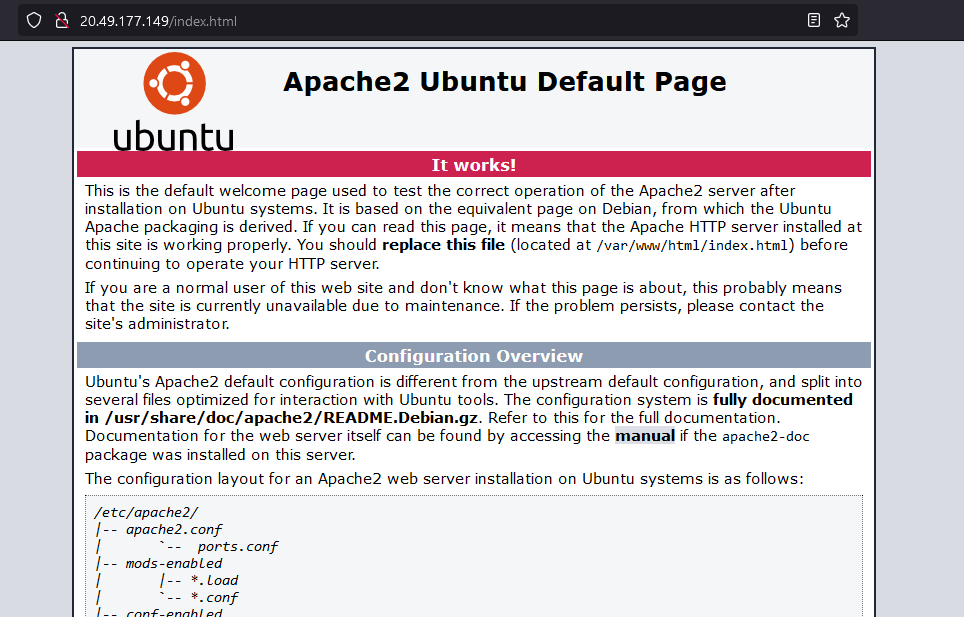 20.49.177.149/index.html
ubuntu
Apache2 Ubuntu Default Page
It works!
This is the default welcome page used to test the correct operation of the Apache2 server after
installation on Ubuntu systems. It is based on the equivalent page on Debian, from which the Ubuntu
Apache packaging is derived. If you can read this page, it means that the Apache HTTP server installed at
this site is working properly. You should replace this file (located at /var/www/html/index.html) before
continuing to operate your HTTP server.
If you are a normal user of this web site and don't know what this page is about, this probably means
that the site is currently unavailable due to maintenance. If the problem persists, please contact the
site's administrator.
Configuration Overview
Ubuntu's Apache2 default configuration is different from the upstream default configuration, and split into
several files optimized for interaction with Ubuntu tools. The configuration system is fully documented
in /usr/share/doc/apache2/README.Debian.gz. Refer to this for the full documentation.
Documentation for the web server itself can be found by accessing the manual if the apache2-doc
package was installed on this server.
The configuration layout for an Apache2 web server installation on Ubuntu systems is as follows:
/etc/apache2/
|-- apache2.conf
|       `--  ports.conf
|-- mods-enabled
|       |-- *.load
|       `-- *.conf
|-- conf-enabled